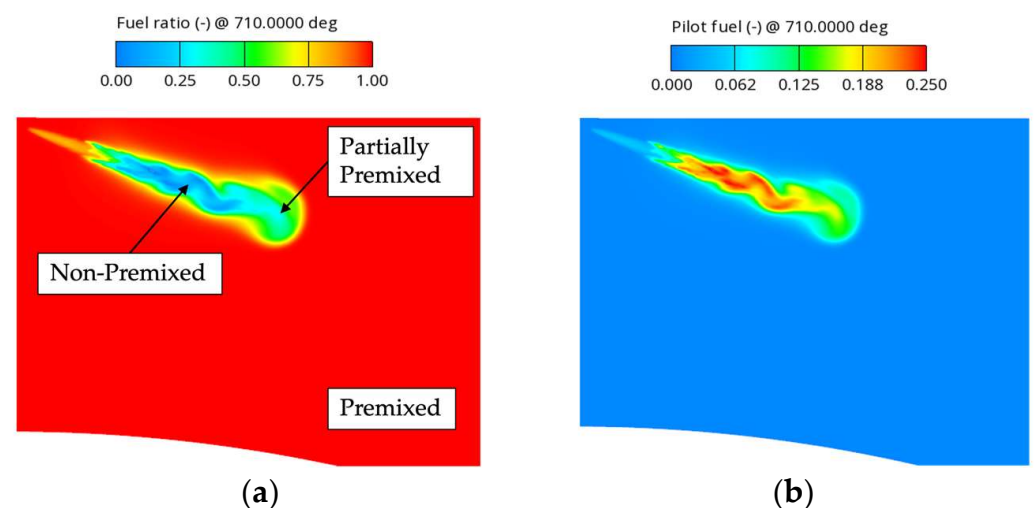 Fuel ratio (-) @ 710.0000 deg
0.00 0.25 0.50 0.75 1.00
Partially
Premixed
Non-Premixed
Premixed
(a)
Pilot fuel (-) @ 710.0000 deg
0.000 0.062 0.125 0.188 0.250
(b)